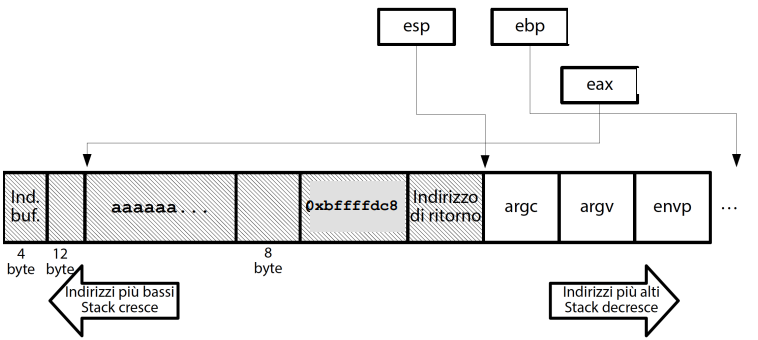 esp
ebp
eax
Ind.
buf.
aaaaaa...
0xbffffdc8
Indirizzo
di ritorno
argc
argv
envp
...
4
byte
12
byte
8
byte
Indirizzi più bassi
Stack cresce
Indirizzi più alti
Stack decresce